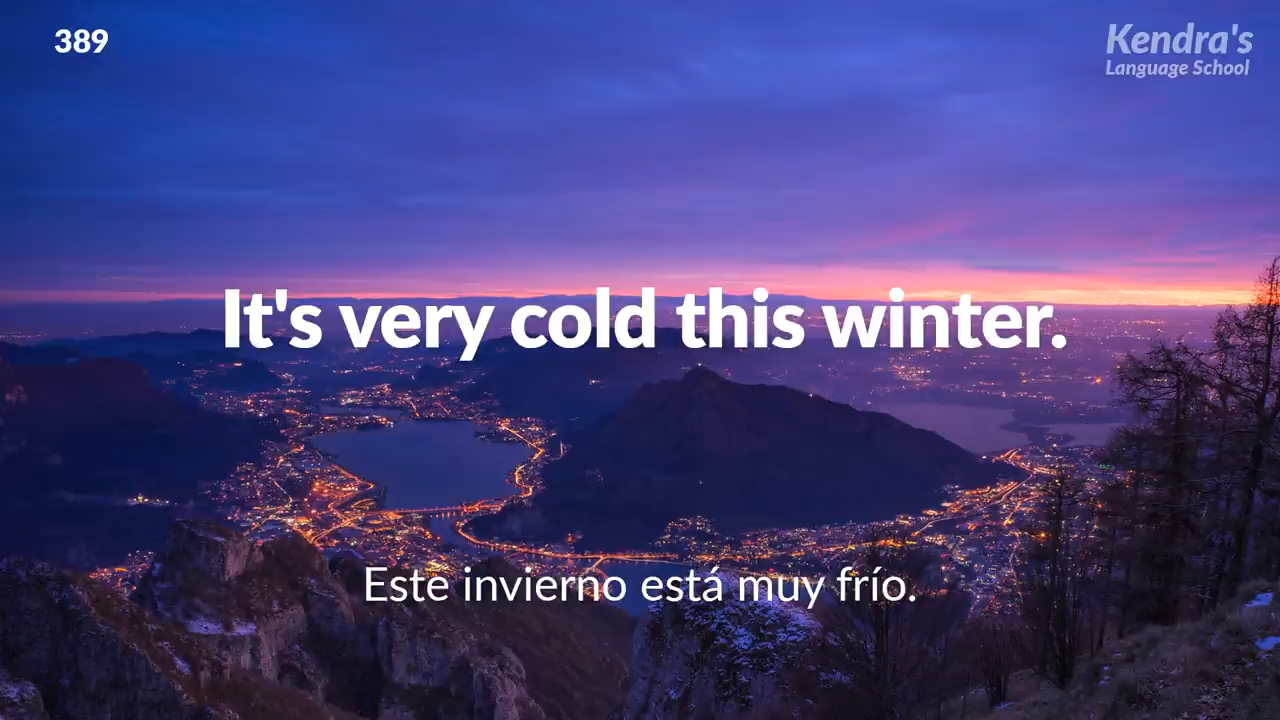 389
Kendra's
Language School
It's very cold this winter.
Este invierno está muy frío.